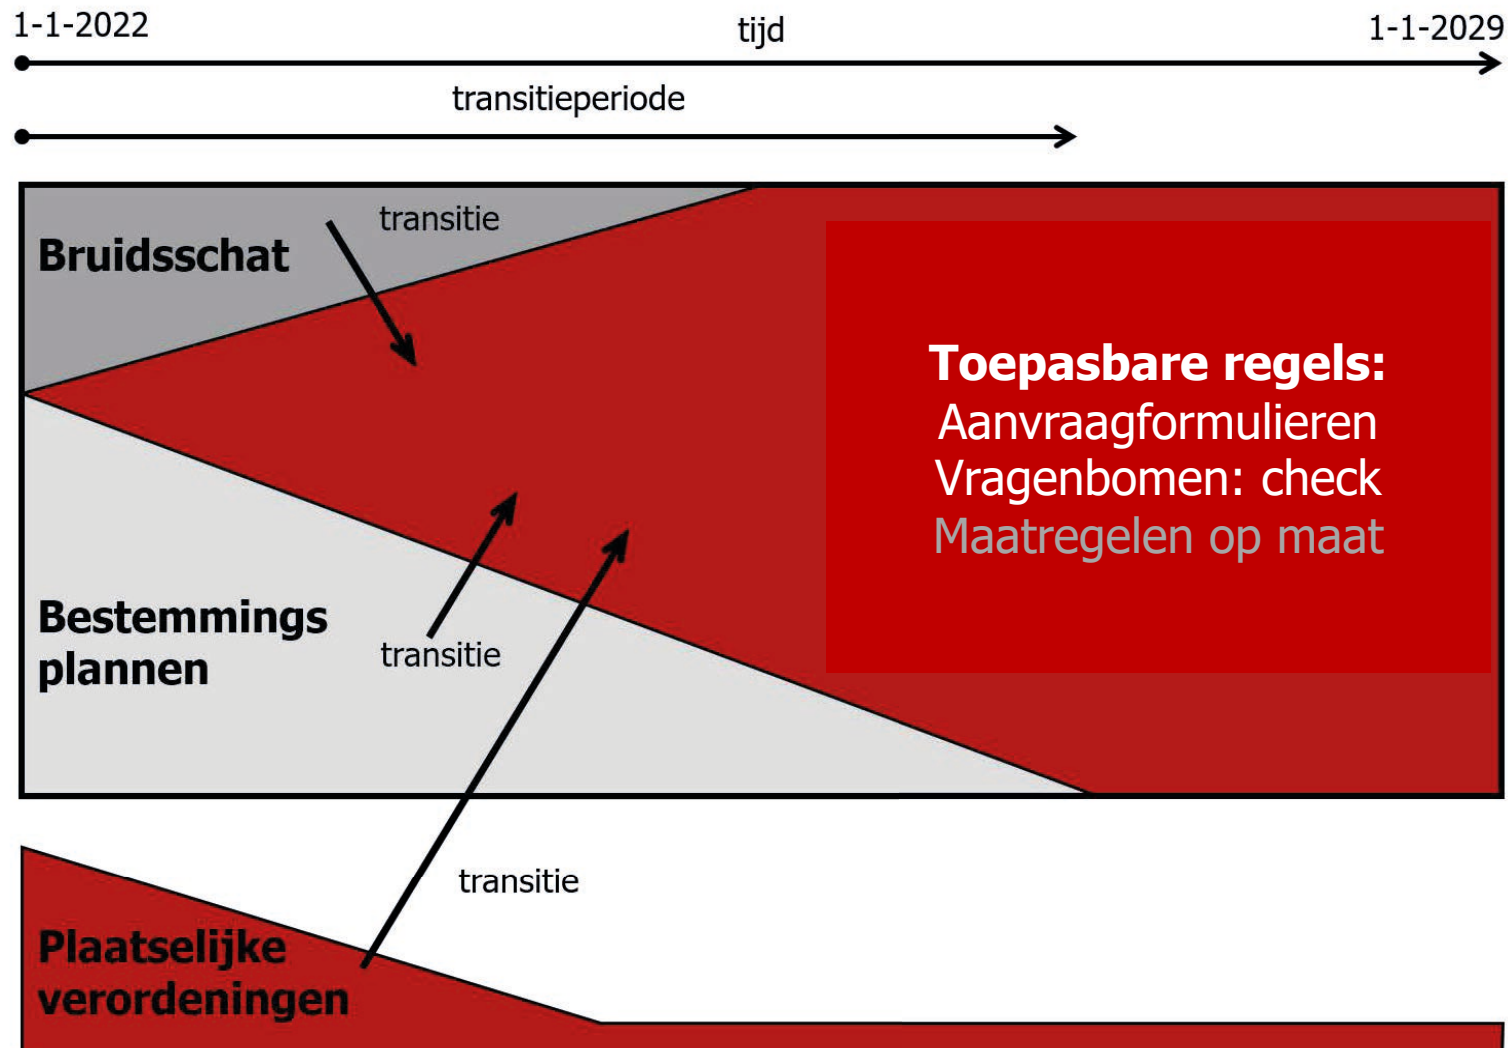 1-1-2022
tijd
1-1-2029
transitieperiode
transitie
Bruidsschat
Toepasbare regels:
Aanvraagformulieren
Vragenbomen: check
Maatregelen op maat
Bestemmings
plannen
transitie
transitie
Plaatselijke
verordeningen